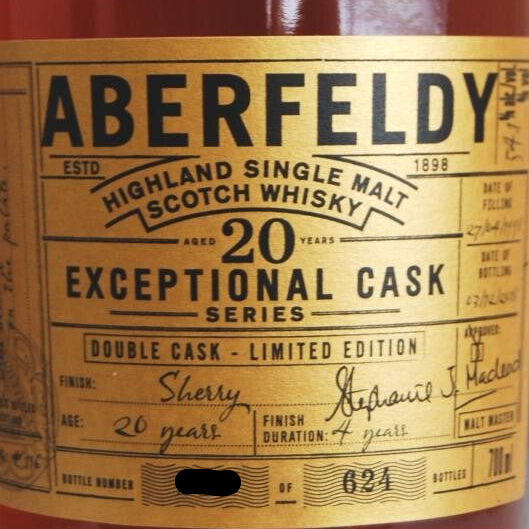 ABERFELDY
ESTD 1898
HIGHLAND SINGLE MALT
SCOTCH WHISKY
AGED 20 YEARS
EXCEPTIONAL CASK
SERIES
DOUBLE CASK - LIMITED EDITION
FINISH: Sherry
AGE: 20 years
FINISH DURATION: 4 years
Stephanie J. Macleod
BOTTLE NUMBER OF 624 BOTTLES
DATE OF
FILLING
DATE OF
BOTTLING
APPROVED:
MALT MASTER
700ml